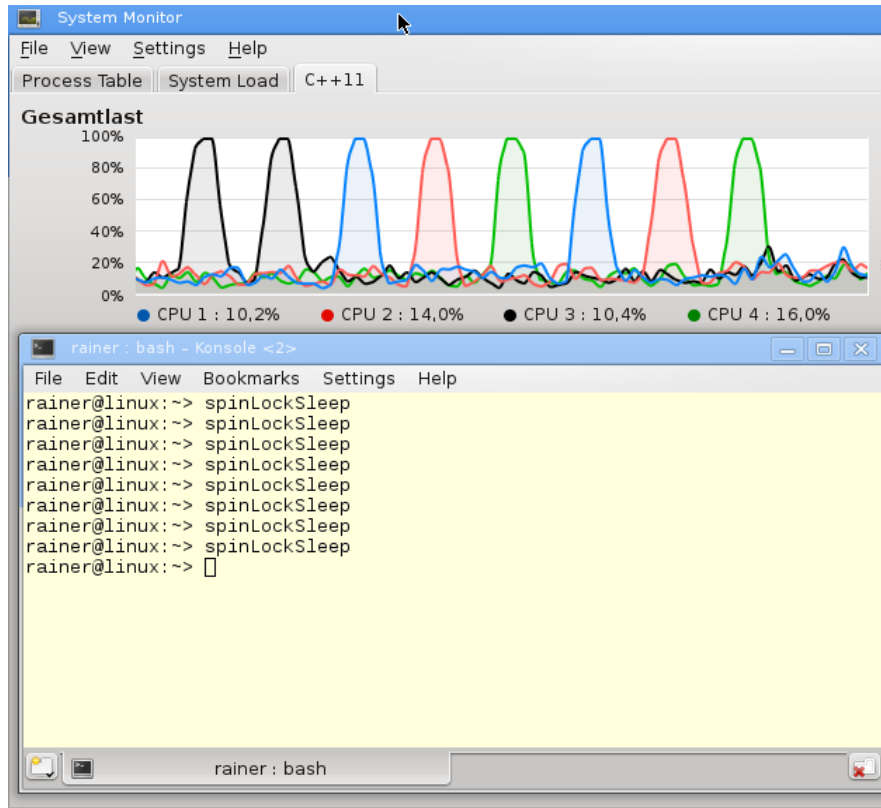 System Monitor
File View Settings Help
Process Table System Load C++11
Gesamtlast
100%
80%
60%
40%
20%
0%
CPU 1 : 10,2% CPU 2 : 14,0% CPU 3 : 10,4% CPU 4 : 16,0%
rainer : bash – Konsole <2>
File Edit View Bookmarks Settings Help
rainer@linux:~> spinLockSleep
rainer@linux:~> spinLockSleep
rainer@linux:~> spinLockSleep
rainer@linux:~> spinLockSleep
rainer@linux:~> spinLockSleep
rainer@linux:~> spinLockSleep
rainer@linux:~> spinLockSleep
rainer@linux:~> spinLockSleep
rainer@linux:~>
rainer : bash